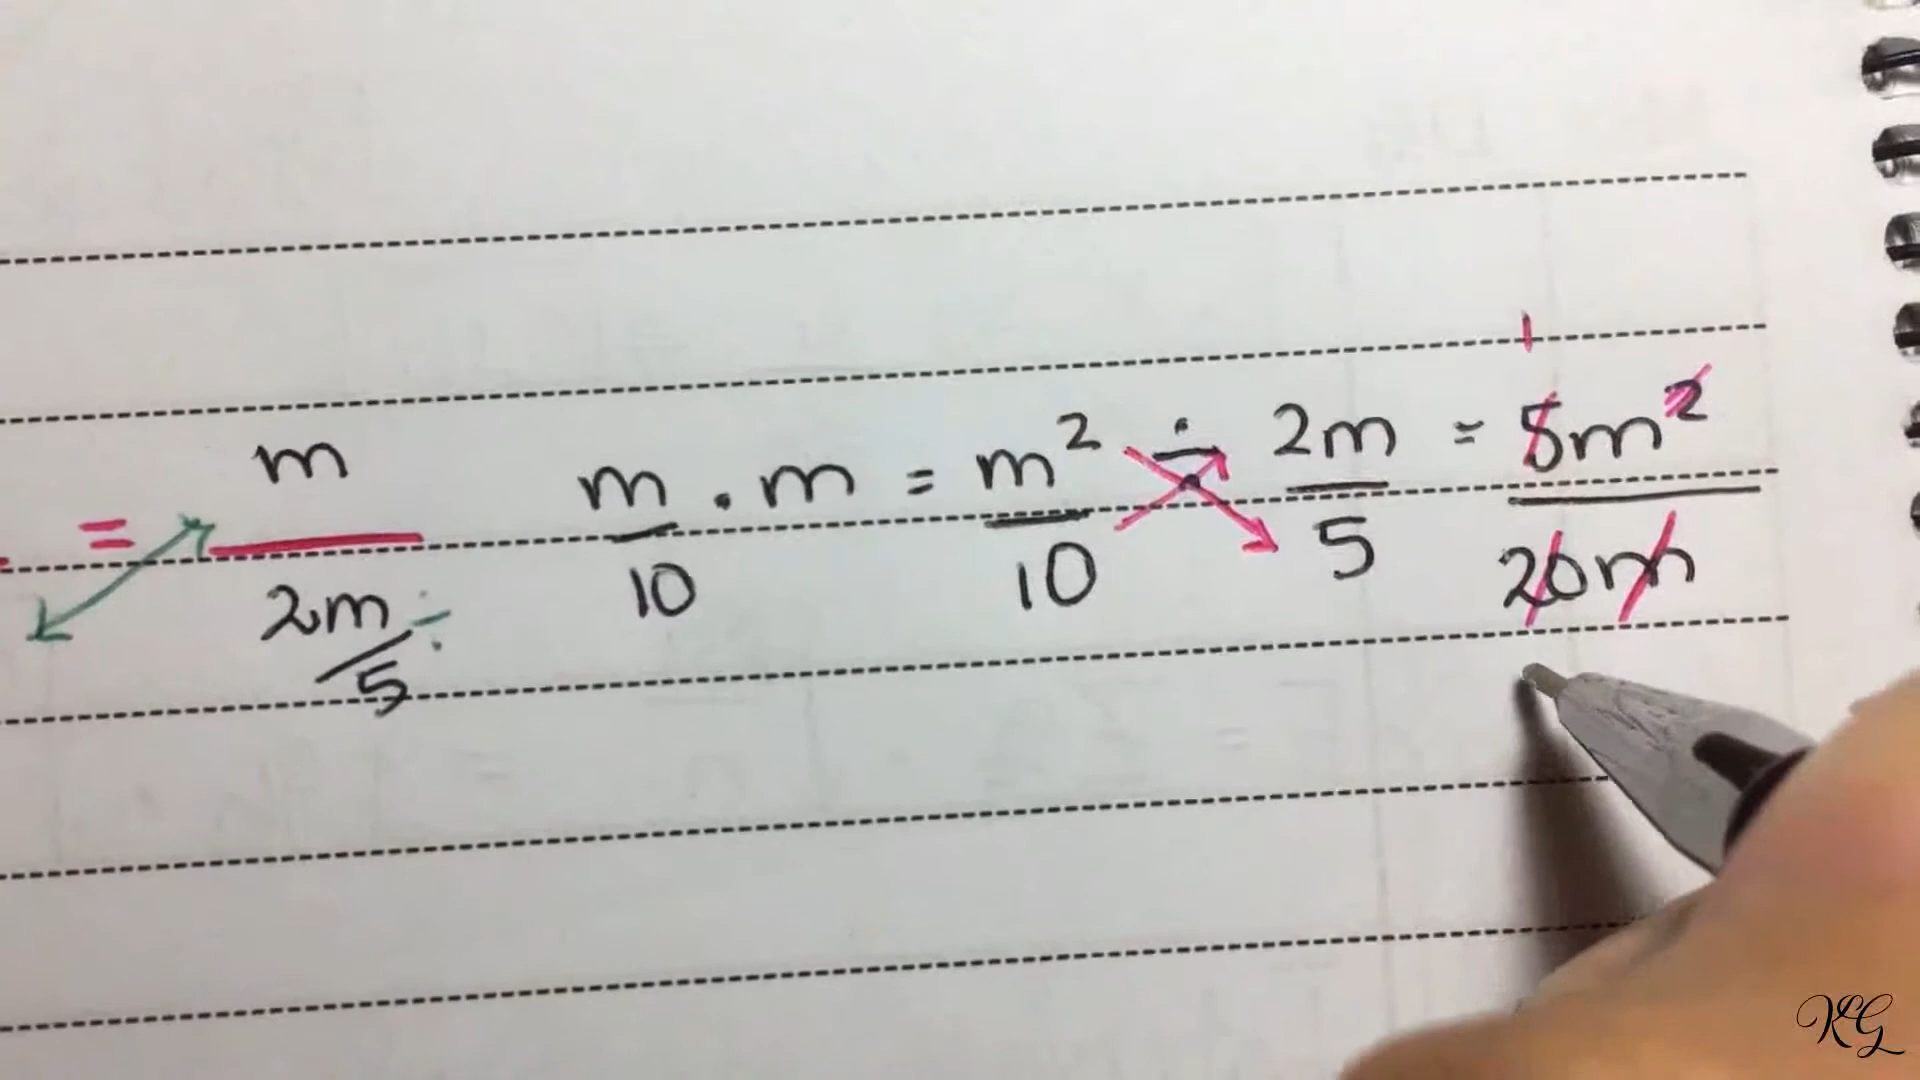 = m / (2m/5) ÷   m/10 . m = m²/10 ÷ 2m/5 = 5m²/20m
1
KG